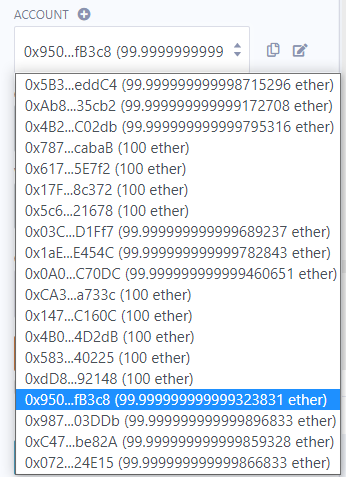 ACCOUNT
0x950...fB3c8 (99.9999999999
0x5B3...eddC4 (99.999999999998715296 ether)
0xAb8...35cb2 (99.999999999999172708 ether)
0x4B2...C02db (99.999999999999795316 ether)
0x787...cabaB (100 ether)
0x617...5E7f2 (100 ether)
0x17F...8c372 (100 ether)
0x5c6...21678 (100 ether)
0x03C...D1Ff7 (99.999999999999689237 ether)
0x1aE...E454C (99.999999999999782843 ether)
0x0A0...C70DC (99.999999999999460651 ether)
0xCA3...a733c (100 ether)
0x147...C160C (100 ether)
0x4B0...4D2dB (100 ether)
0x583...40225 (100 ether)
0xdD8...92148 (100 ether)
0x950...fB3c8 (99.999999999999323831 ether)
0x987...03DDb (99.999999999999896833 ether)
0xC47...be82A (99.999999999999859328 ether)
0x072...24E15 (99.999999999999866833 ether)